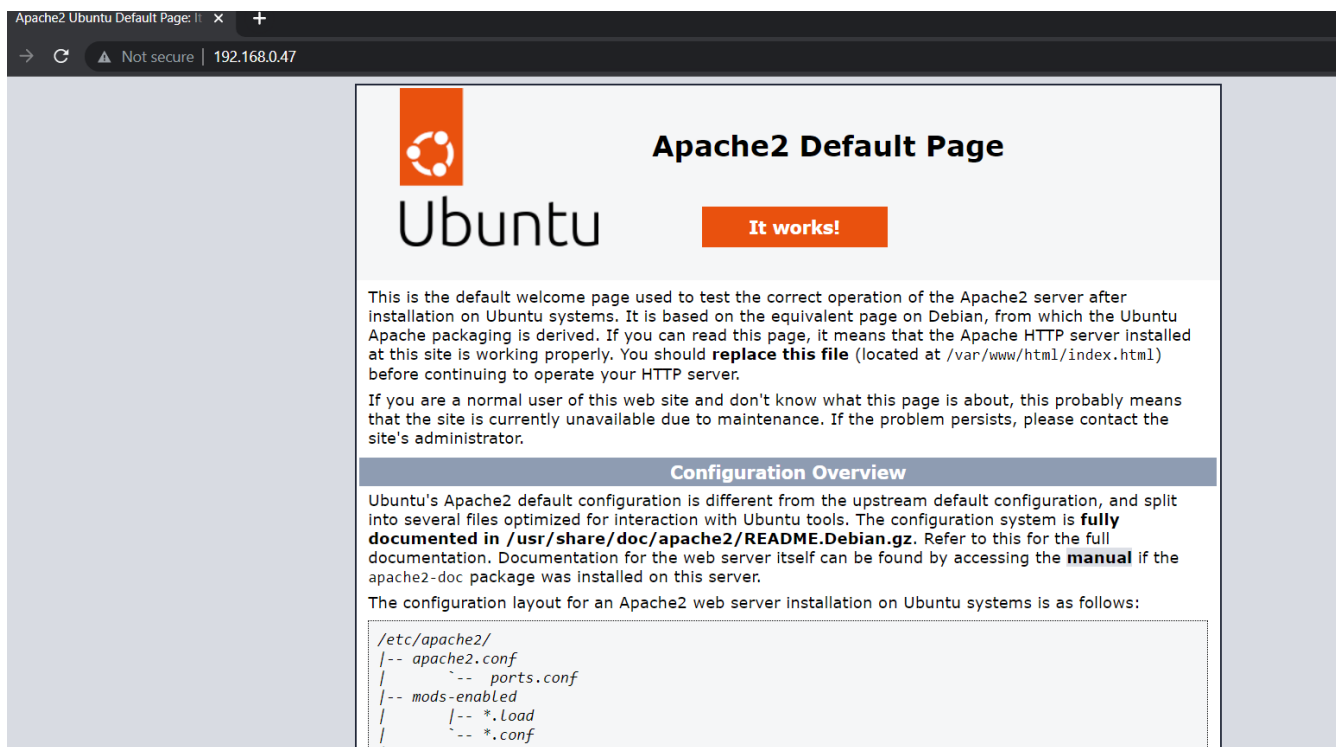 Apache2 Ubuntu Default Page: It
Not secure | 192.168.0.47
Apache2 Default Page
Ubuntu
It works!
This is the default welcome page used to test the correct operation of the Apache2 server after
installation on Ubuntu systems. It is based on the equivalent page on Debian, from which the Ubuntu
Apache packaging is derived. If you can read this page, it means that the Apache HTTP server installed
at this site is working properly. You should replace this file (located at /var/www/html/index.html)
before continuing to operate your HTTP server.
If you are a normal user of this web site and don't know what this page is about, this probably means
that the site is currently unavailable due to maintenance. If the problem persists, please contact the
site's administrator.
Configuration Overview
Ubuntu's Apache2 default configuration is different from the upstream default configuration, and split
into several files optimized for interaction with Ubuntu tools. The configuration system is fully
documented in /usr/share/doc/apache2/README.Debian.gz. Refer to this for the full
documentation. Documentation for the web server itself can be found by accessing the manual if the
apache2-doc package was installed on this server.
The configuration layout for an Apache2 web server installation on Ubuntu systems is as follows:
/etc/apache2/
|-- apache2.conf
|       `--  ports.conf
|-- mods-enabled
|       |-- *.load
|       `-- *.conf